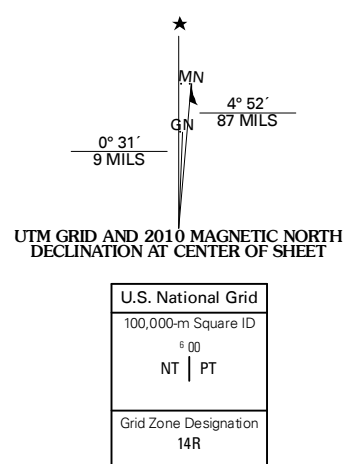 ★
MN
4° 52´
87 MILS
GN
0° 31´
9 MILS
UTM GRID AND 2010 MAGNETIC NORTH
DECLINATION AT CENTER OF SHEET
U.S. National Grid
100,000-m Square ID
6 00
NT PT
Grid Zone Designation
14R